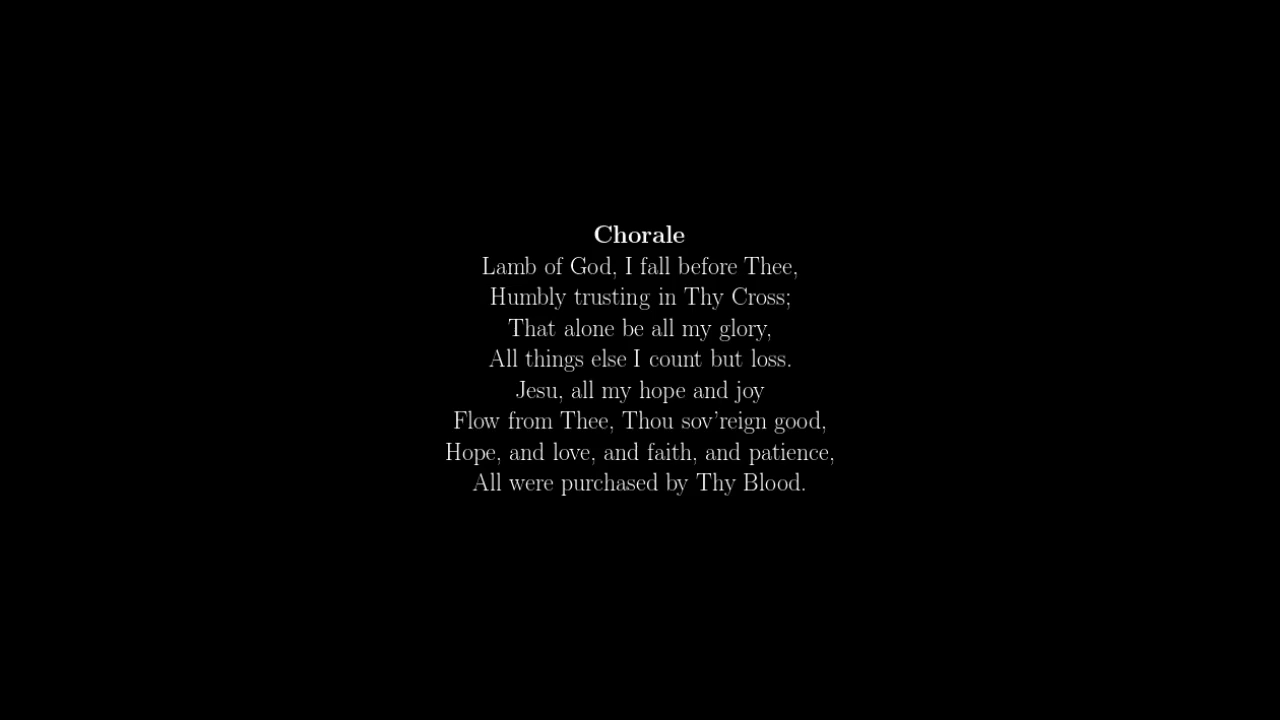 Chorale
Lamb of God, I fall before Thee,
Humbly trusting in Thy Cross;
That alone be all my glory,
All things else I count but loss.
Jesu, all my hope and joy
Flow from Thee, Thou sov'reign good,
Hope, and love, and faith, and patience,
All were purchased by Thy Blood.